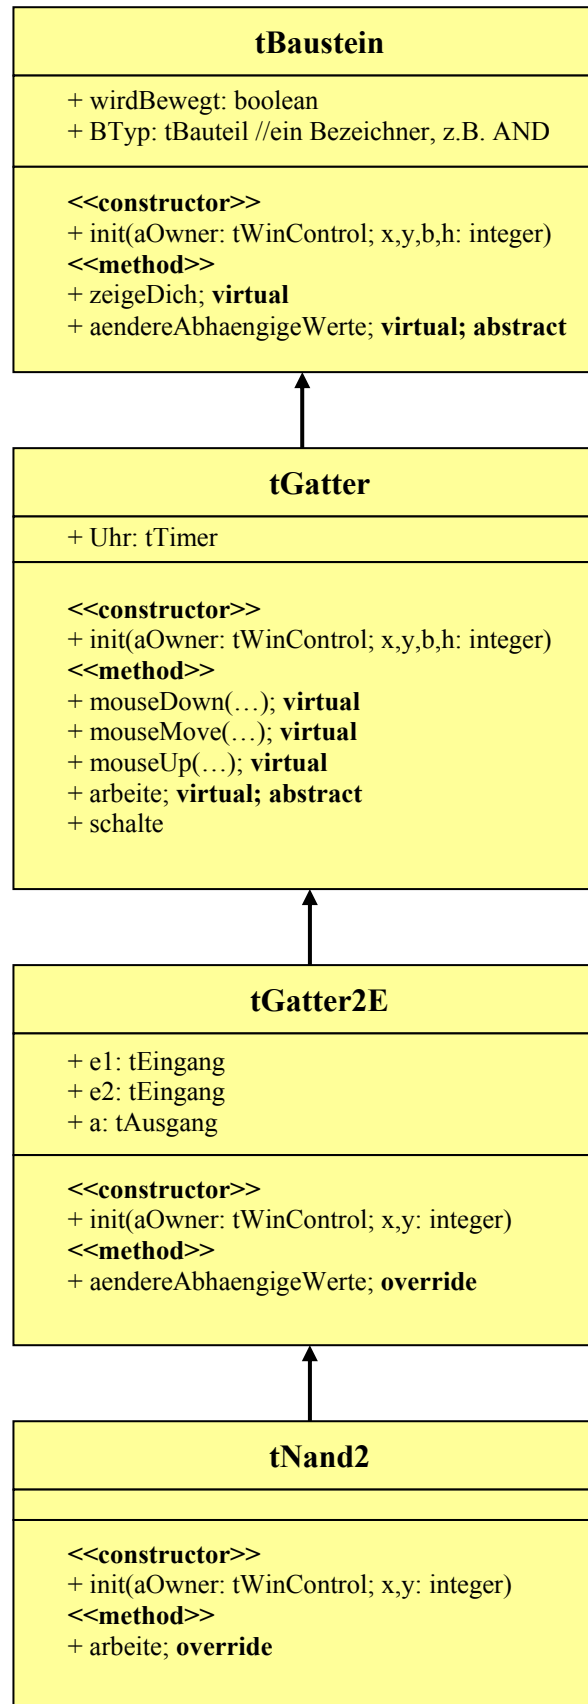 tBaustein
+ wirdBewegt: boolean
+ BTyp: tBauteil //ein Bezeichner, z.B. AND
<<constructor>>
+ init(aOwner: tWinControl; x,y,b,h: integer)
<<method>>
+ zeigeDich; virtual
+ aendereAbhaengigeWerte; virtual; abstract
tGatter
+ Uhr: tTimer
<<constructor>>
+ init(aOwner: tWinControl; x,y,b,h: integer)
<<method>>
+ mouseDown(…); virtual
+ mouseMove(…); virtual
+ mouseUp(…); virtual
+ arbeite; virtual; abstract
+ schalte
tGatter2E
+ e1: tEingang
+ e2: tEingang
+ a: tAusgang
<<constructor>>
+ init(aOwner: tWinControl; x,y: integer)
<<method>>
+ aendereAbhaengigeWerte; override
tNand2
<<constructor>>
+ init(aOwner: tWinControl; x,y: integer)
<<method>>
+ arbeite; override